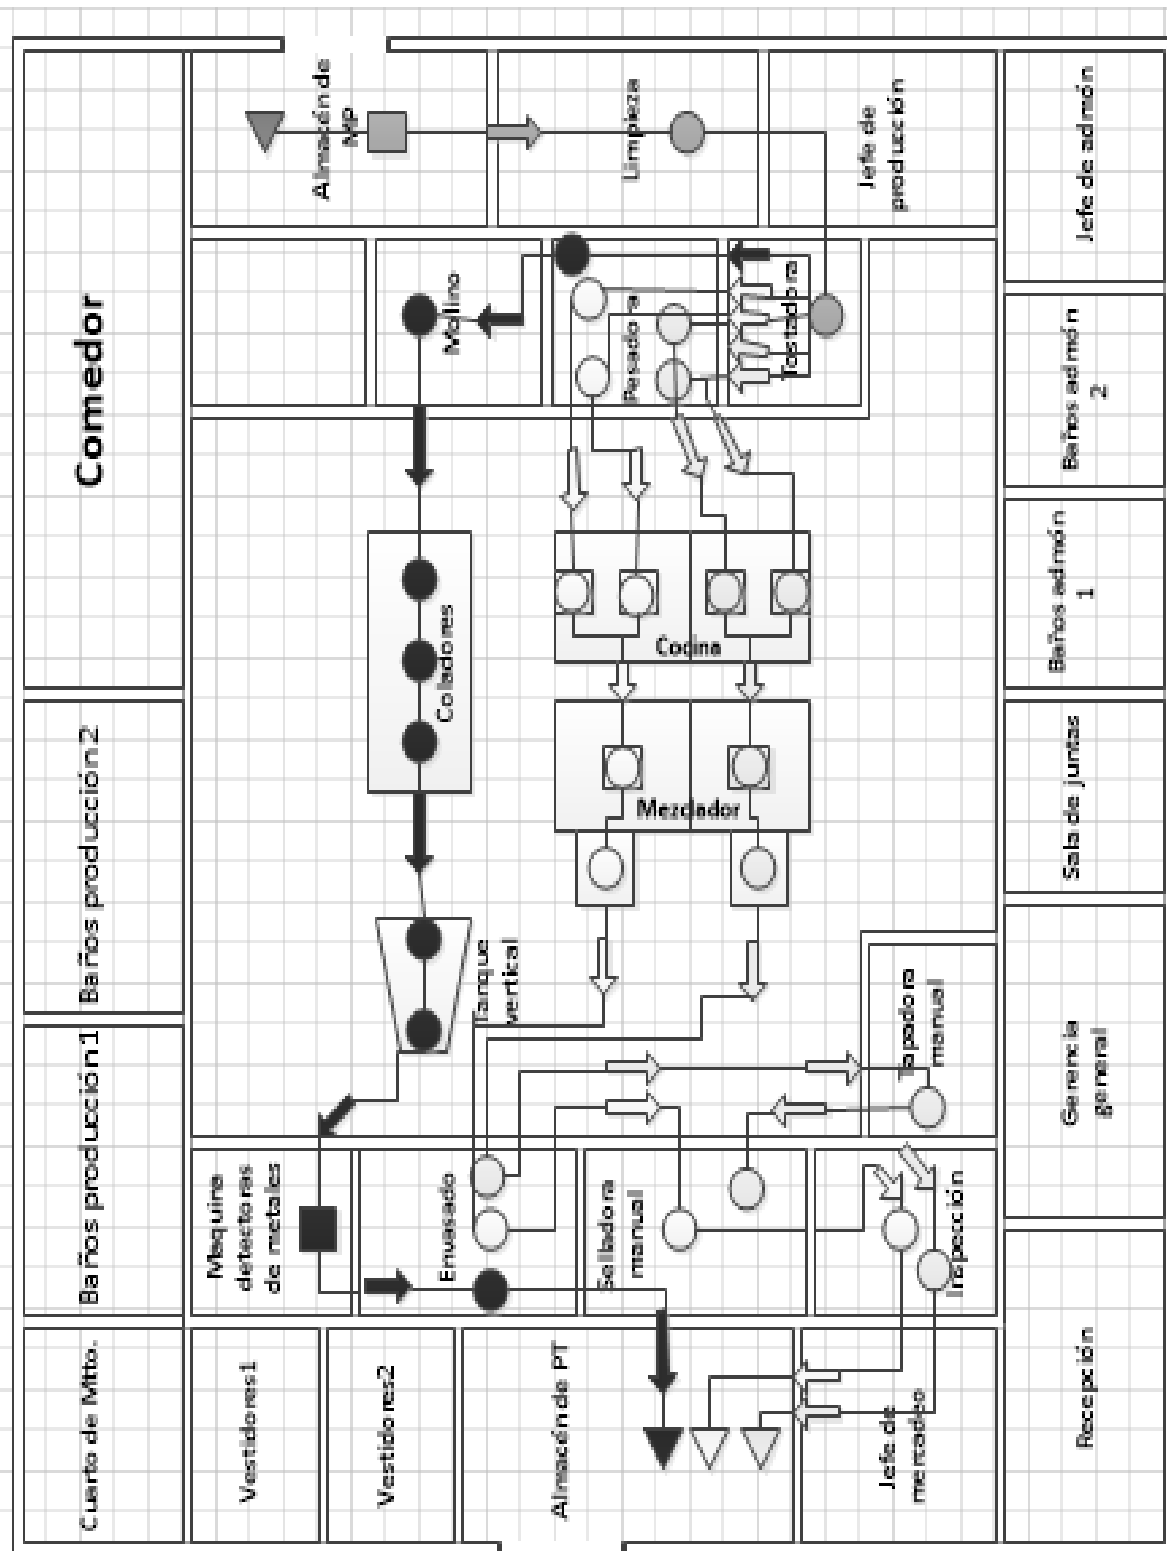 Comedor
Baños producción 2
Baños producción 1
Cuarto de Mtto.
Almacén de
MP
Limpieza
Jefe de
producción
Molino
Pesadora
Tostadora
Coladores
Cocina
Mezclador
Tanque
vertical
Tapadora
manual
Maquina
detectoras
de metales
Envasado
Selladora
manual
Inspección
Vestidores1
Vestidores2
Almacén de PT
Jefe de
mercadeo
Jefe de admón
Baños admón
2
Baños admón
1
Sala de juntas
Gerencia
general
Recepción